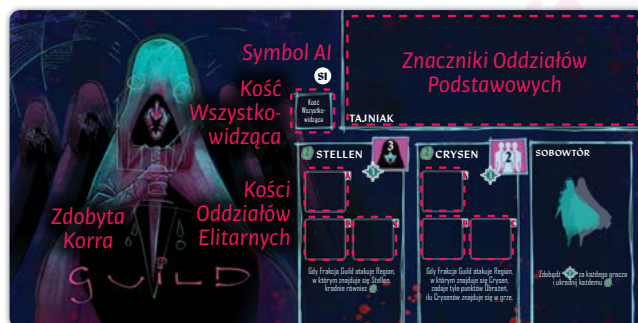 Symbol AI
SI
Kość
Wszystko-
widząca
Kość
Wszystko-
widząca
Znaczniki Oddziałów
Podstawowych
TAJNIAK
Zdobyta
Korra
Kości
Oddziałów
Elitarnych
GUILD
STELLEN
3
1
A
B
C
Gdy Frakcja Guild atakuje Region,
w którym znajduje się Stellen,
kradnie również
CRYSEN
2
1
A
B
C
Gdy Frakcja Guild atakuje Region,
w którym znajduje się Crysen,
zadaje tyle punktów Obrażeń,
ilu Crysenów znajduje się w grze.
SOBOWTÓR
Zdobądź za każdego gracza
i ukradnij każdemu